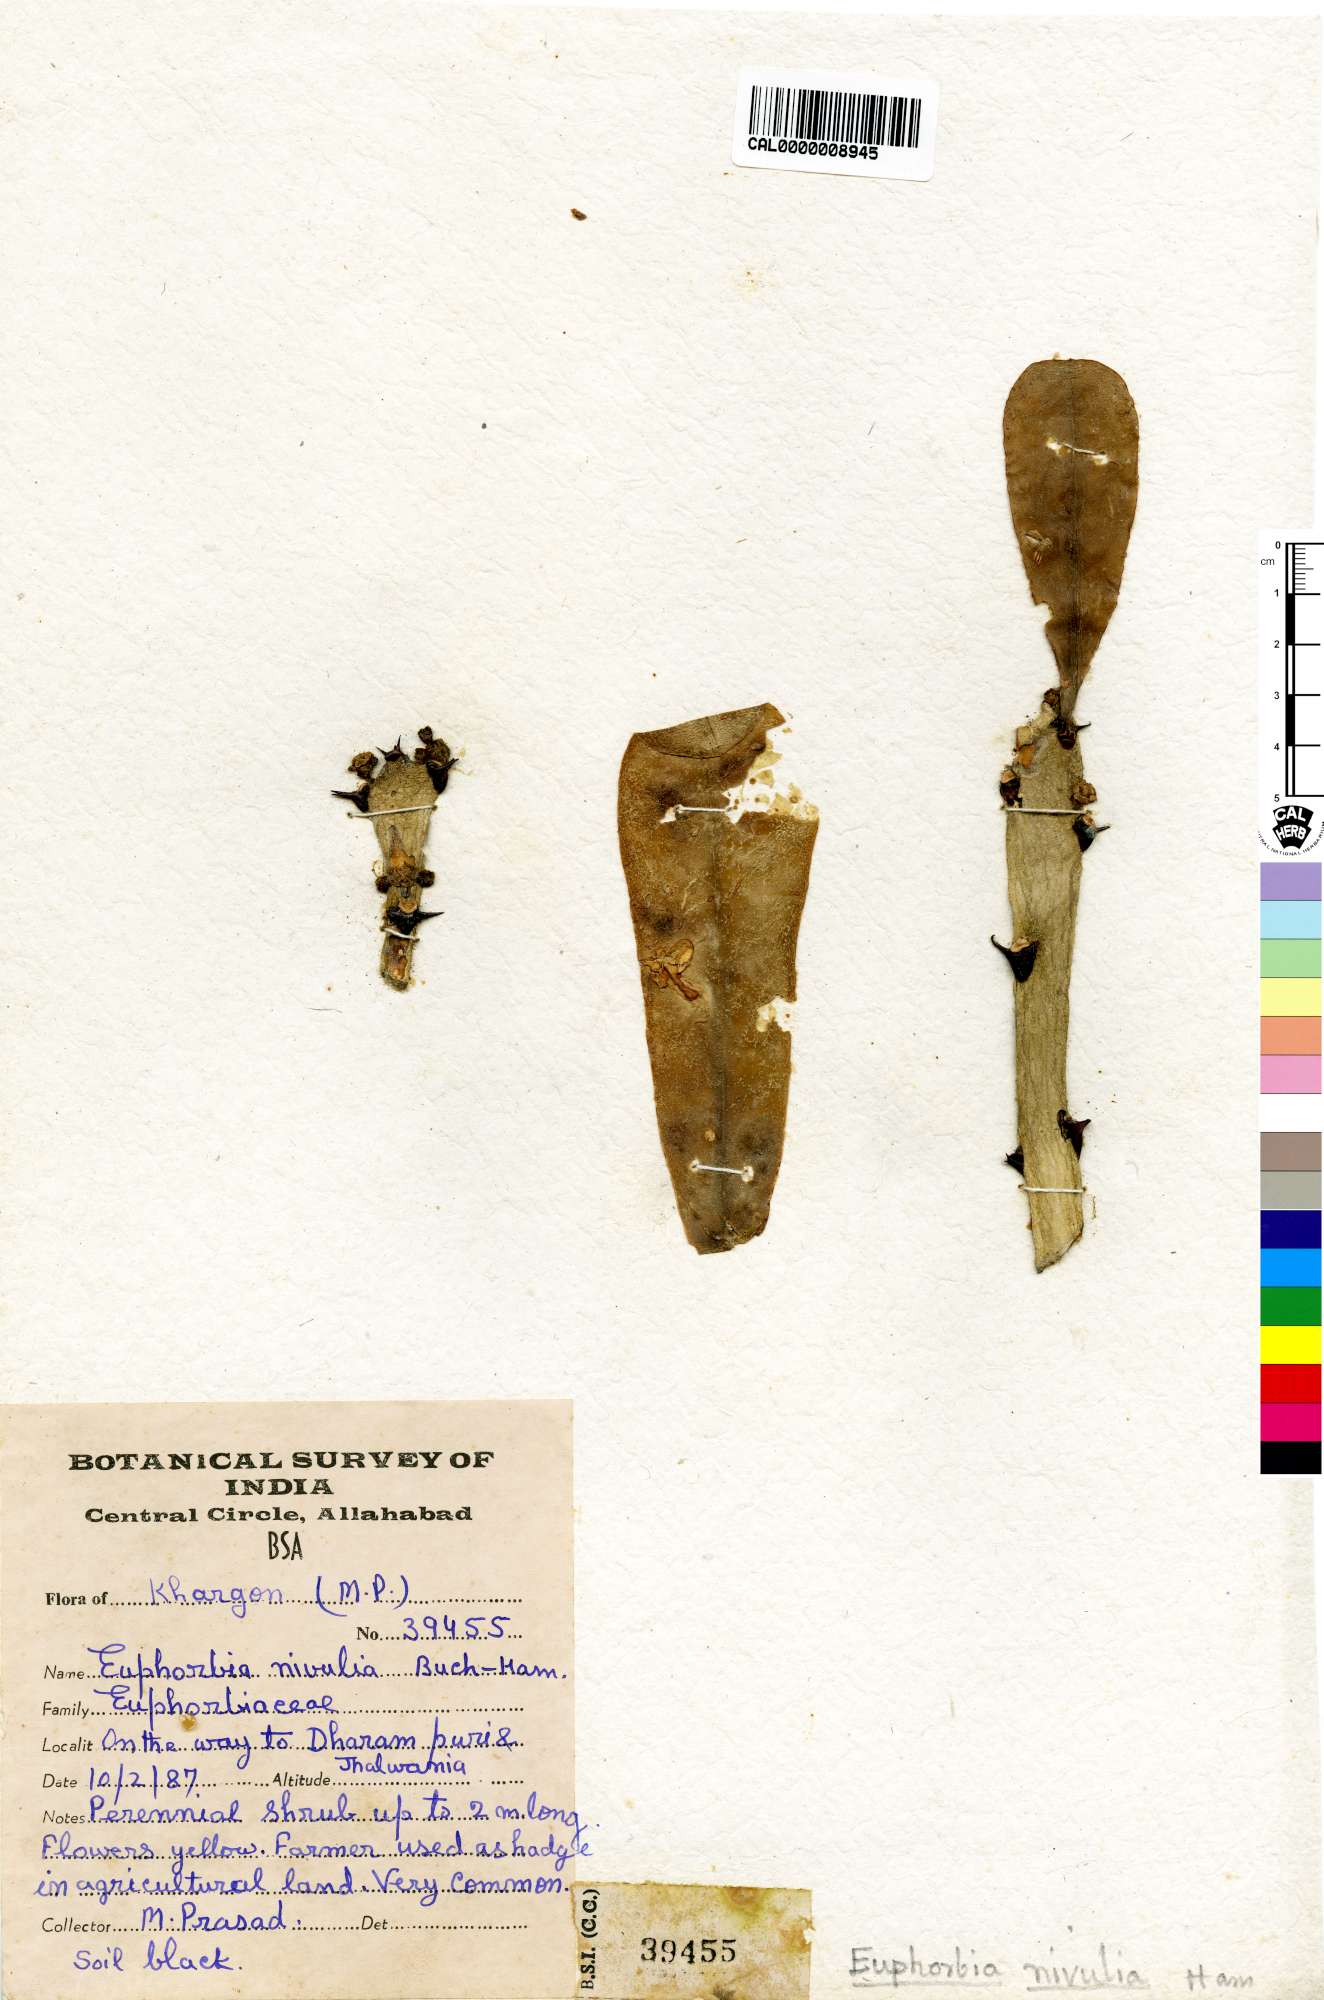 CAL0000008945
0
cm
1
2
3
4
5
CAL
HERB
BOTANICAL SURVEY OF
INDIA
Central Circle, Allahabad
BSA
Flora of Khargon (M.P.)
No. 39455
Name Euphorbia nivulia Buch-Ham.
Family Euphorbiaceae
Localit On the way to Dharam puri &
Jhalwania
Date 10/2/87 Altitude
Notes Perennial shrub up to 2 m. long.
Flowers yellow. Farmer used as hadgle
in agricultural land. Very Common.
Collector M. Prasad. Det
Soil black.
B.S.I. (C.C.)
39455
Euphorbia nivulia Ham